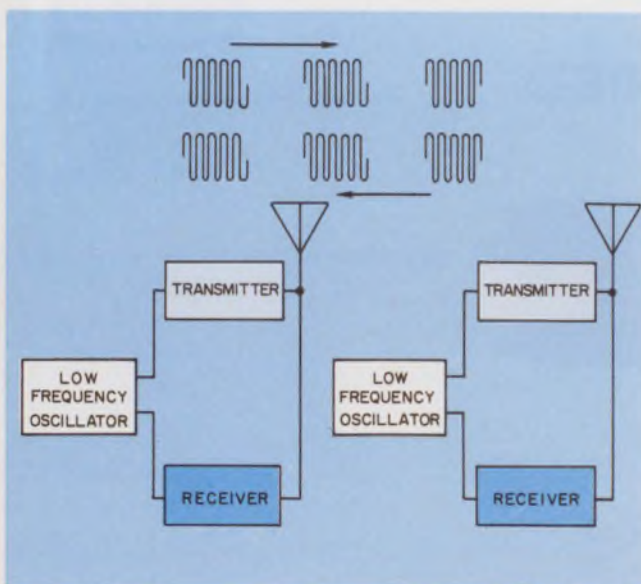 TRANSMITTER
TRANSMITTER
LOW
FREQUENCY
OSCILLATOR
LOW
FREQUENCY
OSCILLATOR
RECEIVER
RECEIVER